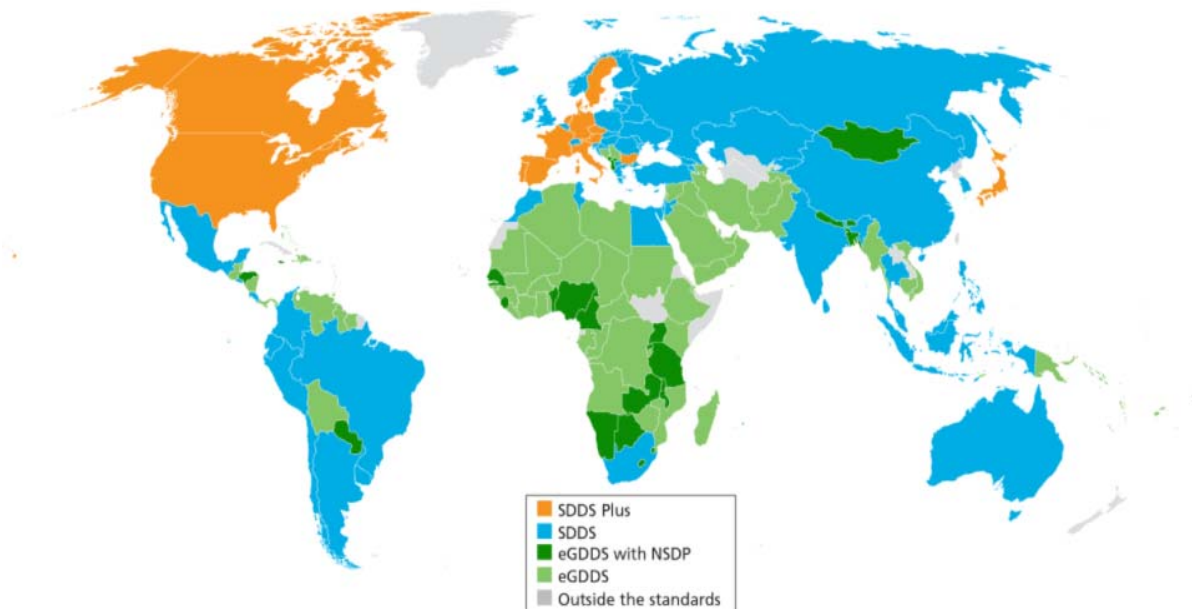 SDDS Plus
SDDS
eGDDS with NSDP
eGDDS
Outside the standards